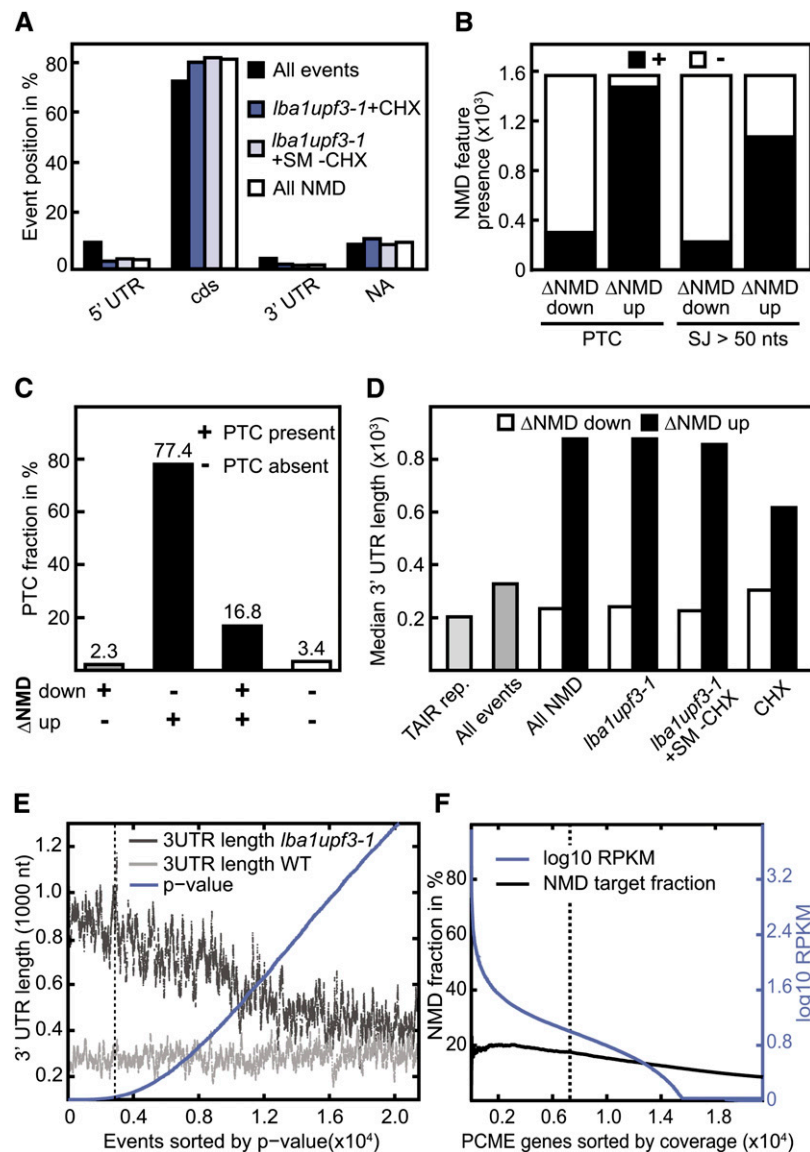 A
Event position in %
80
60
40
20
0
All events
lba1upf3-1+CHX
lba1upf3-1
+SM -CHX
All NMD
5' UTR
cds
3' UTR
NA
B
+ -
NMD feature
presence (x10³)
1.6
1.2
0.4
0
ΔNMD down
ΔNMD up
ΔNMD down
ΔNMD up
PTC
SJ > 50 nts
C
PTC fraction in %
80
60
40
20
+ PTC present
- PTC absent
2.3
77.4
16.8
3.4
ΔNMD
down + - + -
up - + + -
D
Median 3' UTR length (x10³)
0.8
0.6
0.4
0.2
ΔNMD down
ΔNMD up
TAIR rep.
All events
All NMD
lba1upf3-1
lba1upf3-1
+SM -CHX
CHX
E
3' UTR length (1000 nt)
1.2
1.0
0.8
0.6
0.4
0.2
3UTR length lba1upf3-1
3UTR length WT
p-value
0 0.4 0.8 1.2 1.6 2.0
Events sorted by p-value(x10⁴)
F
NMD fraction in %
80
60
40
20
log10 RPKM
NMD target fraction
3.2
2.4
1.6
0.8
0
log10 RPKM
0.2 0.6 1.0 1.4 1.8
PCME genes sorted by coverage (x10⁴)